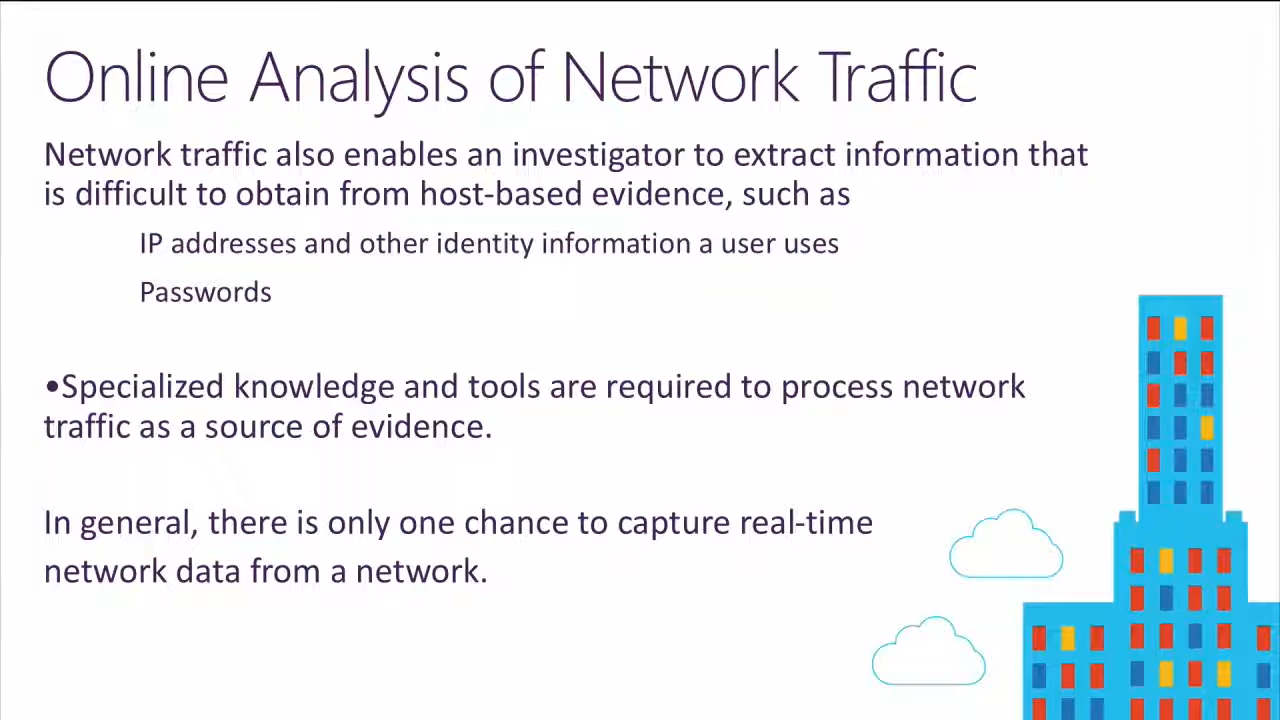 Online Analysis of Network Traffic
Network traffic also enables an investigator to extract information that
is difficult to obtain from host-based evidence, such as
IP addresses and other identity information a user uses
Passwords
•Specialized knowledge and tools are required to process network
traffic as a source of evidence.
In general, there is only one chance to capture real-time
network data from a network.